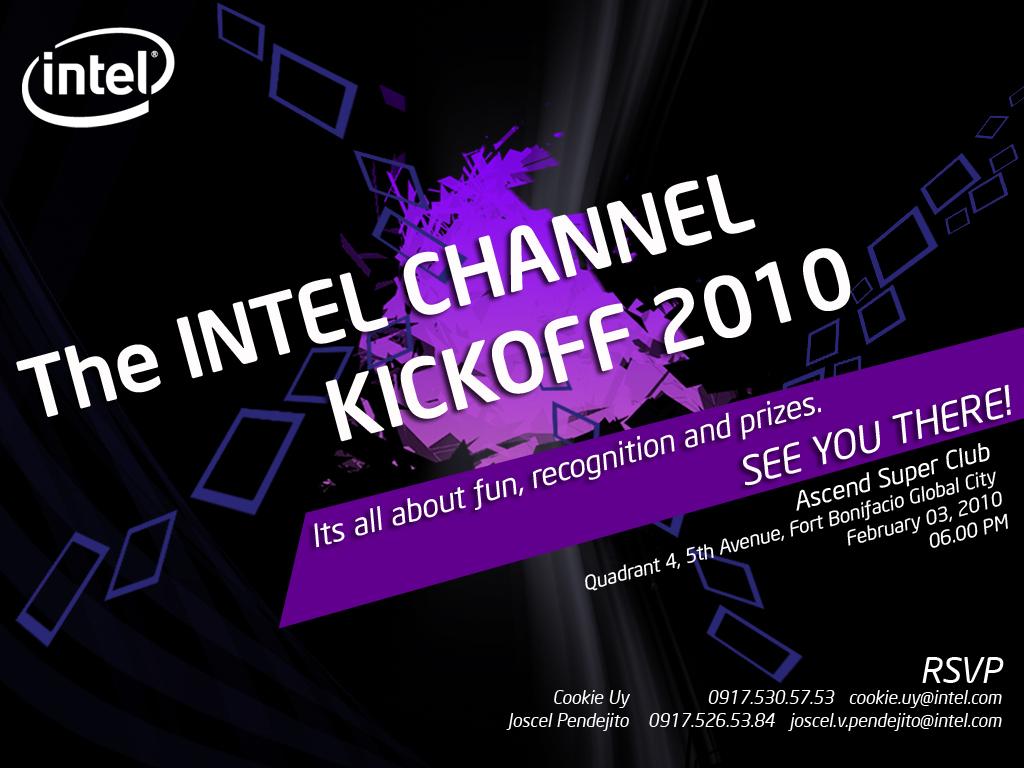 intel®
The INTEL CHANNEL
KICKOFF 2010
Its all about fun, recognition and prizes.
SEE YOU THERE!
Ascend Super Club
Quadrant 4, 5th Avenue, Fort Bonifacio Global City
February 03, 2010
06.00 PM
RSVP
Cookie Uy 0917.530.57.53 cookie.uy@intel.com
Joscel Pendejito 0917.526.53.84 joscel.v.pendejito@intel.com